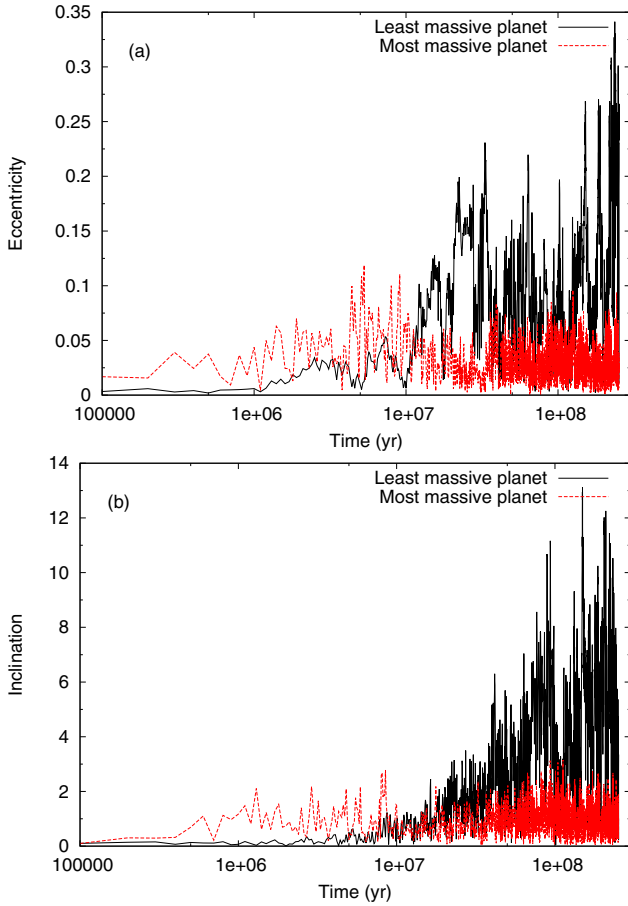 0.35
Least massive planet
(a)
Most massive planet
0.3
0.25
0.2
Eccentricity
0.15
0.1
0.05
0
100000 1e+06 1e+07 1e+08
Time (yr)
14
Least massive planet
(b)
Most massive planet
12
10
8
Inclination
6
4
2
0
100000 1e+06 1e+07 1e+08
Time (yr)